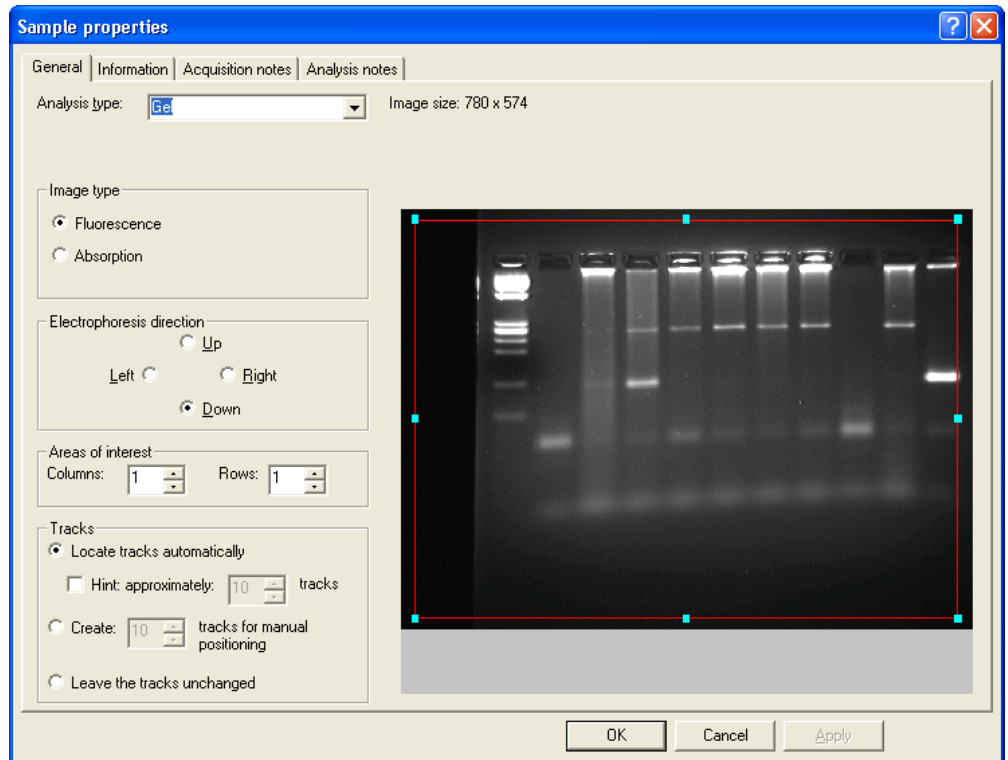 Sample properties
General Information Acquisition notes Analysis notes
Analysis type: Gel Image size: 780 x 574
Image type
Fluorescence
Absorption
Electrophoresis direction
Up
Left Right
Down
Areas of interest
Columns: 1 Rows: 1
Tracks
Locate tracks automatically
Hint: approximately: 10 tracks
Create: 10 tracks for manual
positioning
Leave the tracks unchanged
OK Cancel Apply